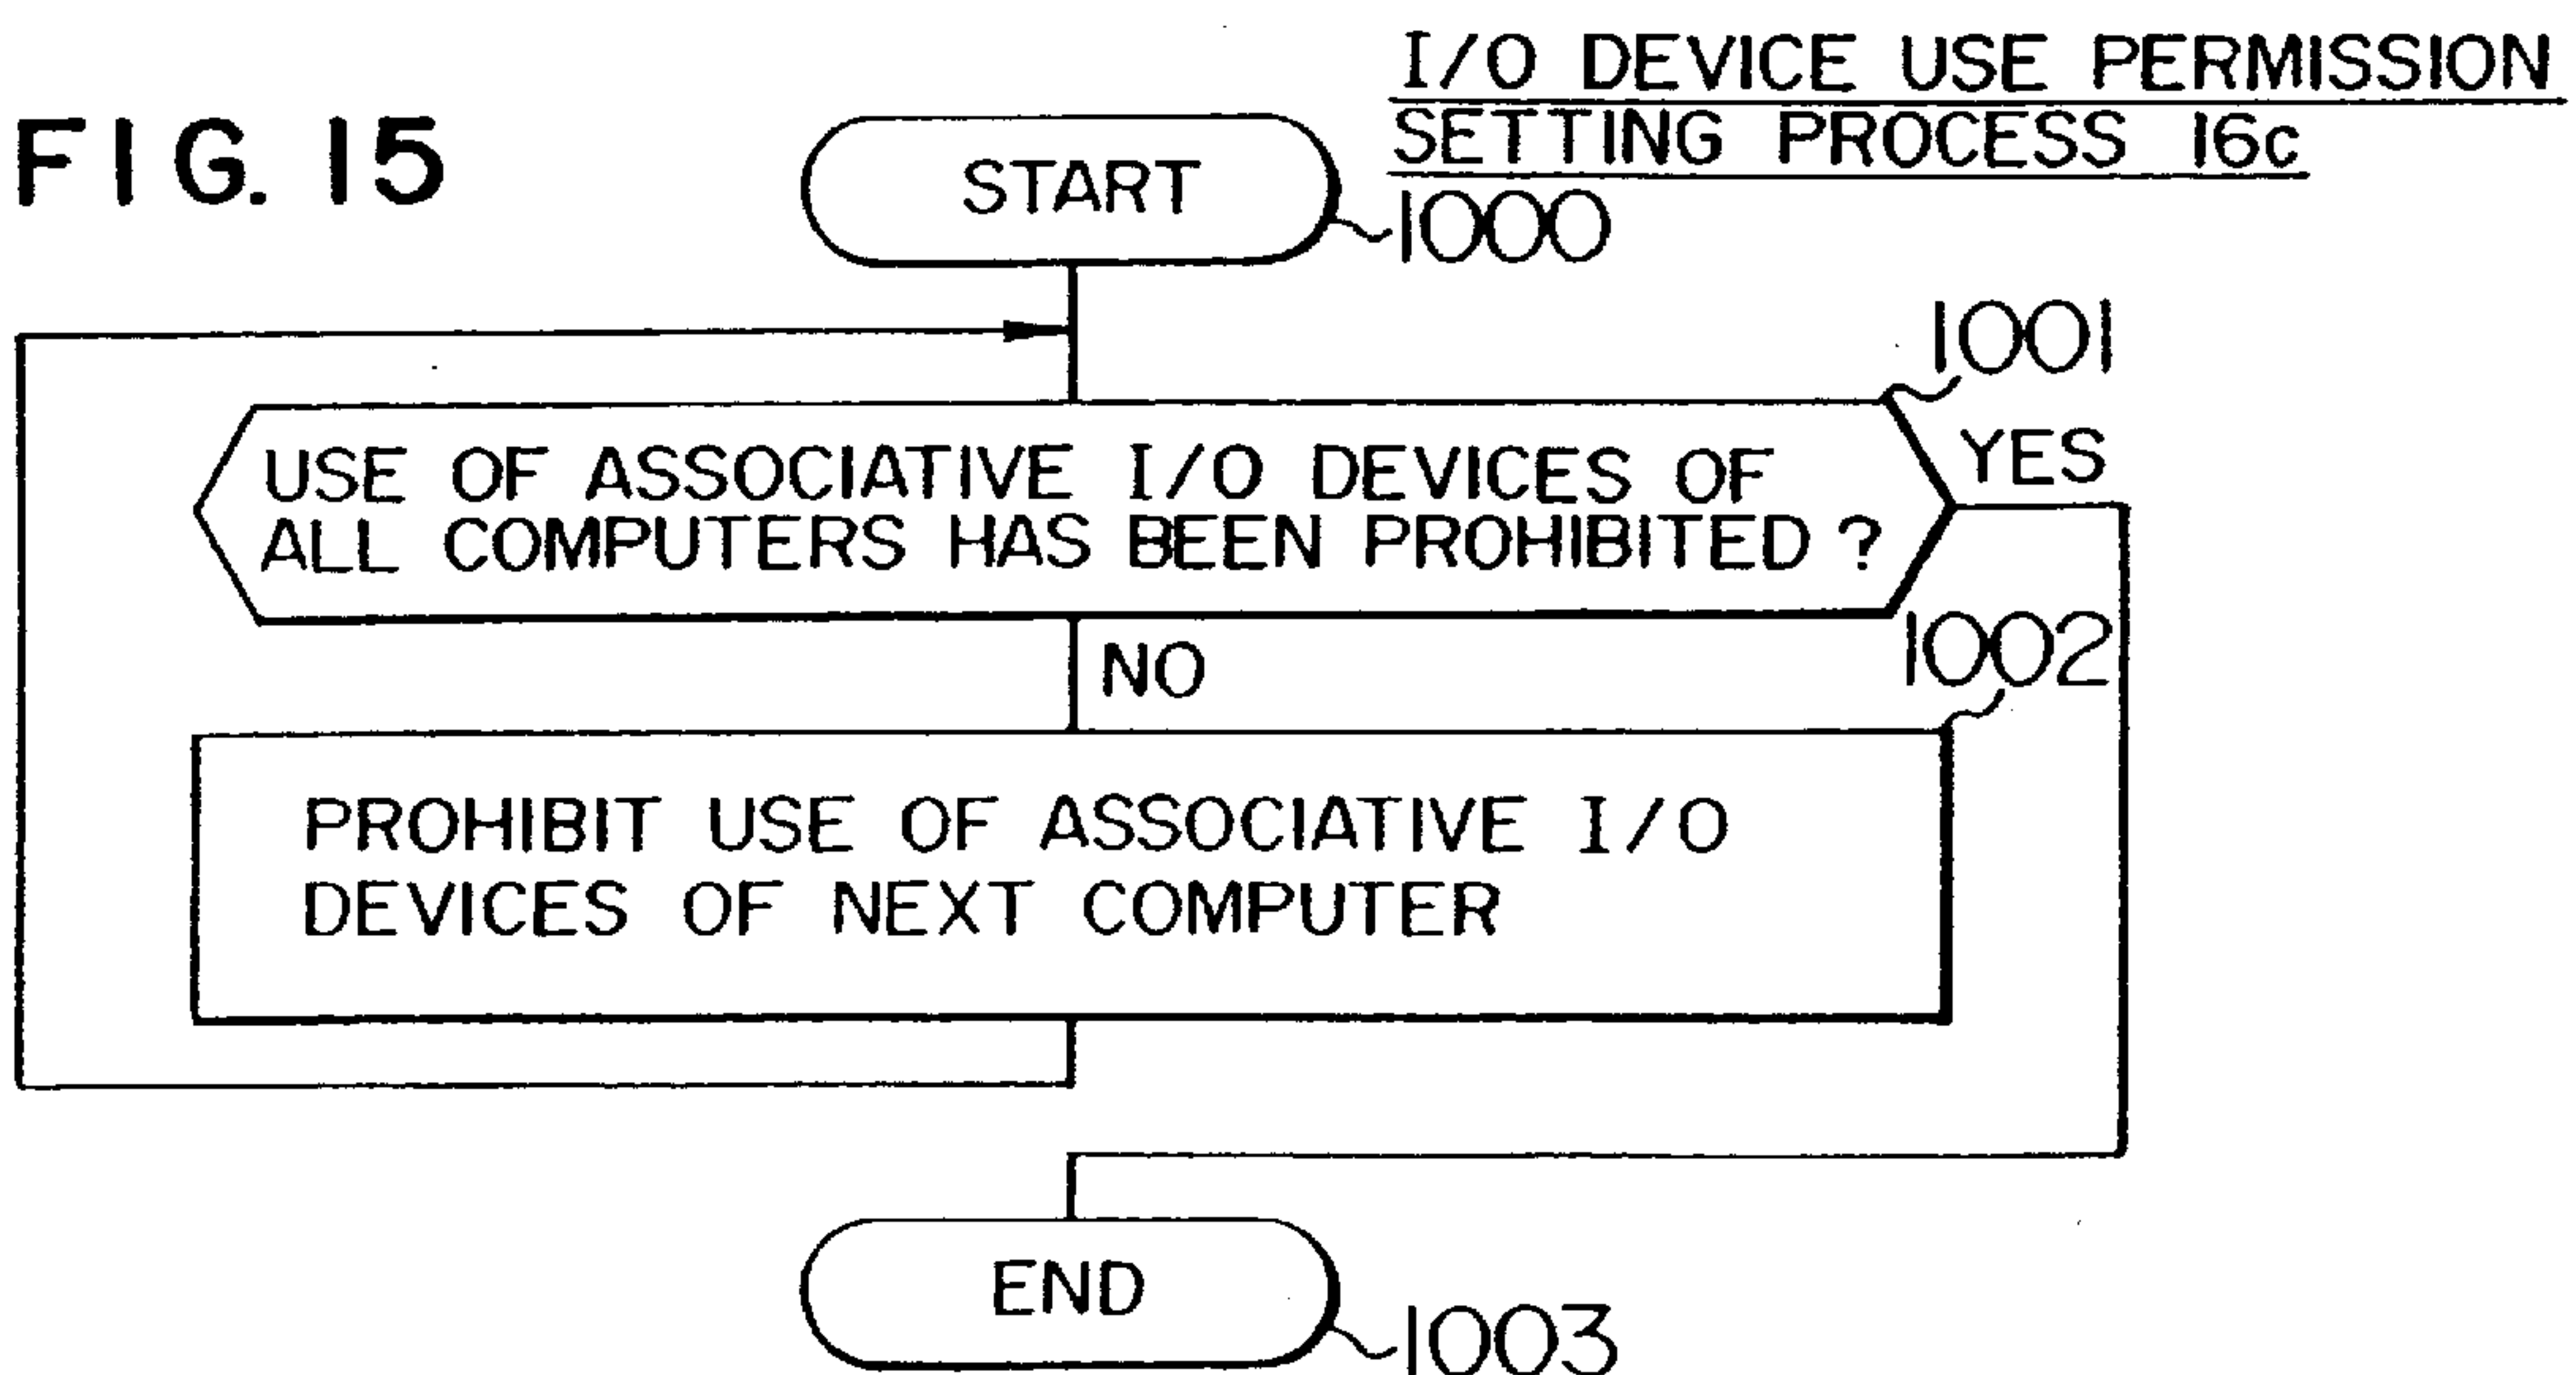 FIG. 15
I/O DEVICE USE PERMISSION
SETTING PROCESS 16c
START
1000
1001
USE OF ASSOCIATIVE I/O DEVICES OF
ALL COMPUTERS HAS BEEN PROHIBITED ?
YES
NO
1002
PROHIBIT USE OF ASSOCIATIVE I/O
DEVICES OF NEXT COMPUTER
END
1003